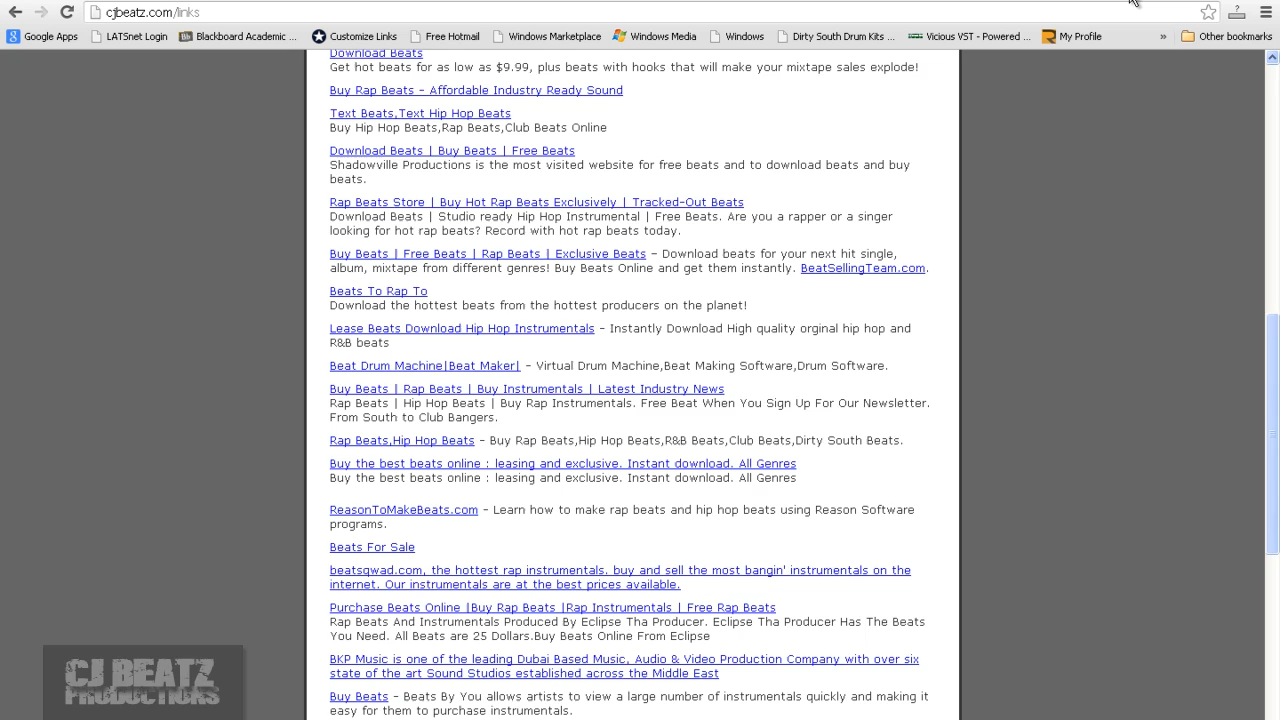 cjbeatz.com/links
Google Apps LATSnet Login Blackboard Academic ... Customize Links Free Hotmail Windows Marketplace Windows Media Windows Dirty South Drum Kits ... Vicious VST - Powered ... My Profile » Other bookmarks
Download Beats
Get hot beats for as low as $9.99, plus beats with hooks that will make your mixtape sales explode!
Buy Rap Beats – Affordable Industry Ready Sound
Text Beats,Text Hip Hop Beats
Buy Hip Hop Beats,Rap Beats,Club Beats Online
Download Beats | Buy Beats | Free Beats
Shadowville Productions is the most visited website for free beats and to download beats and buy
beats.
Rap Beats Store | Buy Hot Rap Beats Exclusively | Tracked-Out Beats
Download Beats | Studio ready Hip Hop Instrumental | Free Beats. Are you a rapper or a singer
looking for hot rap beats? Record with hot rap beats today.
Buy Beats | Free Beats | Rap Beats | Exclusive Beats – Download beats for your next hit single,
album, mixtape from different genres! Buy Beats Online and get them instantly. BeatSellingTeam.com.
Beats To Rap To
Download the hottest beats from the hottest producers on the planet!
Lease Beats Download Hip Hop Instrumentals – Instantly Download High quality orginal hip hop and
R&B beats
Beat Drum Machine|Beat Maker| – Virtual Drum Machine,Beat Making Software,Drum Software.
Buy Beats | Rap Beats | Buy Instrumentals | Latest Industry News
Rap Beats | Hip Hop Beats | Buy Rap Instrumentals. Free Beat When You Sign Up For Our Newsletter.
From South to Club Bangers.
Rap Beats,Hip Hop Beats – Buy Rap Beats,Hip Hop Beats,R&B Beats,Club Beats,Dirty South Beats.
Buy the best beats online : leasing and exclusive. Instant download. All Genres
Buy the best beats online : leasing and exclusive. Instant download. All Genres
ReasonToMakeBeats.com – Learn how to make rap beats and hip hop beats using Reason Software
programs.
Beats For Sale
beatsqwad.com, the hottest rap instrumentals. buy and sell the most bangin' instrumentals on the
internet. Our instrumentals are at the best prices available.
Purchase Beats Online |Buy Rap Beats |Rap Instrumentals | Free Rap Beats
Rap Beats And Instrumentals Produced By Eclipse Tha Producer. Eclipse Tha Producer Has The Beats
You Need. All Beats are 25 Dollars.Buy Beats Online From Eclipse
BKP Music is one of the leading Dubai Based Music, Audio & Video Production Company with over six
state of the art Sound Studios established across the Middle East
Buy Beats – Beats By You allows artists to view a large number of instrumentals quickly and making it
easy for them to purchase instrumentals.
CJ BEATZ
PRODUCTIONS